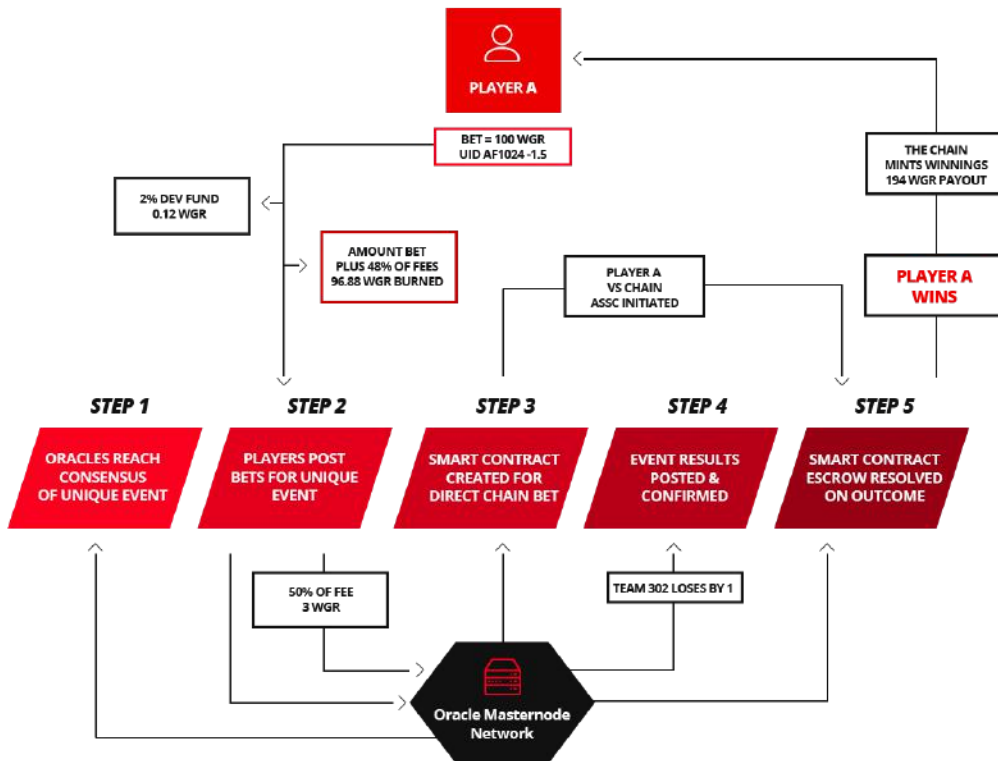 PLAYER A
BET = 100 WGR
UID AF1024 -1.5
THE CHAIN
MINTS WINNINGS
194 WGR PAYOUT
2% DEV FUND
0.12 WGR
AMOUNT BET
PLUS 48% OF FEES
96.88 WGR BURNED
PLAYER A
VS CHAIN
ASSC INITIATED
PLAYER A
WINS
STEP 1
STEP 2
STEP 3
STEP 4
STEP 5
ORACLES REACH
CONSENSUS
OF UNIQUE EVENT
PLAYERS POST
BETS FOR UNIQUE
EVENT
SMART CONTRACT
CREATED FOR
DIRECT CHAIN BET
EVENT RESULTS
POSTED &
CONFIRMED
SMART CONTRACT
ESCROW RESOLVED
ON OUTCOME
50% OF FEE
3 WGR
TEAM 302 LOSES BY 1
Oracle Masternode
Network